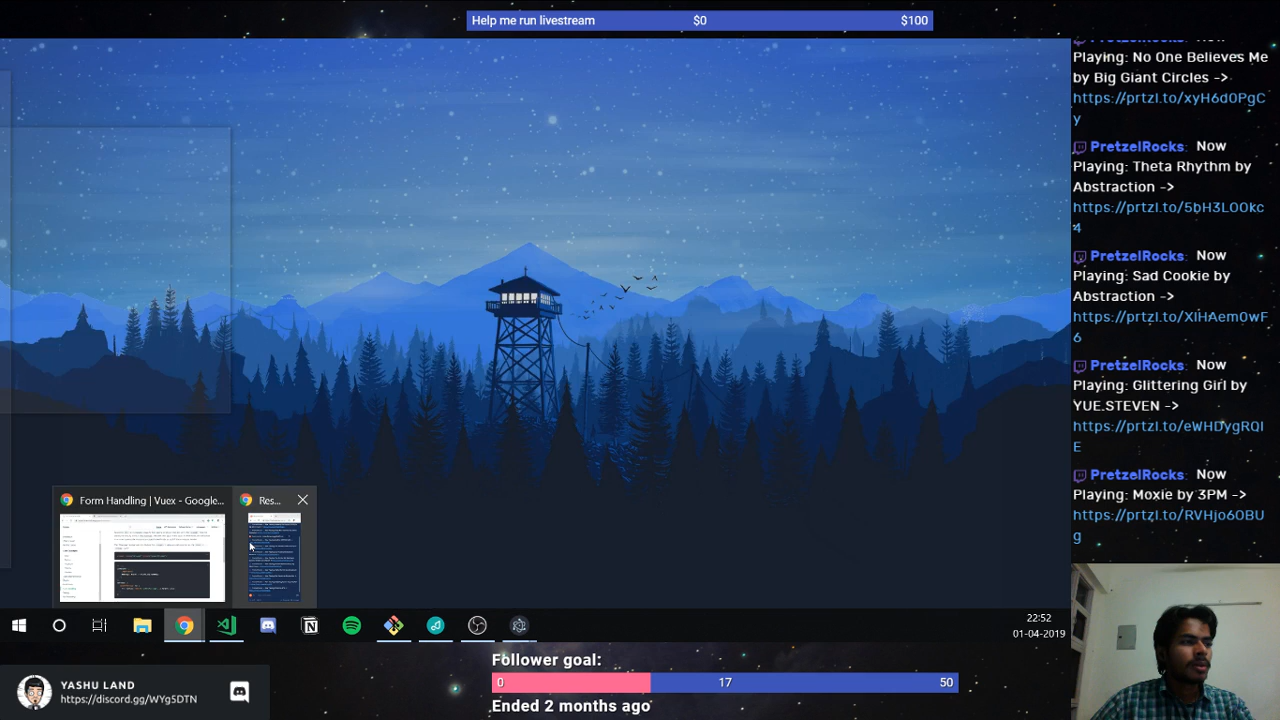 Help me run livestream $0 $100
Playing: No One Believes Me
by Big Giant Circles ->
https://prtzl.to/xyH6d0PgC
y
PretzelRocks: Now
Playing: Theta Rhythm by
Abstraction ->
https://prtzl.to/5bH3LOOkc
4
PretzelRocks: Now
Playing: Sad Cookie by
Abstraction ->
https://prtzl.to/XIHAem0wF
6
PretzelRocks: Now
Playing: Glittering Girl by
YUE.STEVEN ->
https://prtzl.to/eWHDygRQI
E
PretzelRocks: Now
Playing: Moxie by 3PM ->
https://prtzl.to/RVHjo6OBU
g
Form Handling | Vuex - Google...
Res...
22:52
01-04-2019
YASHU LAND
https://discord.gg/WYg5DTN
Follower goal:
0 17 50
Ended 2 months ago